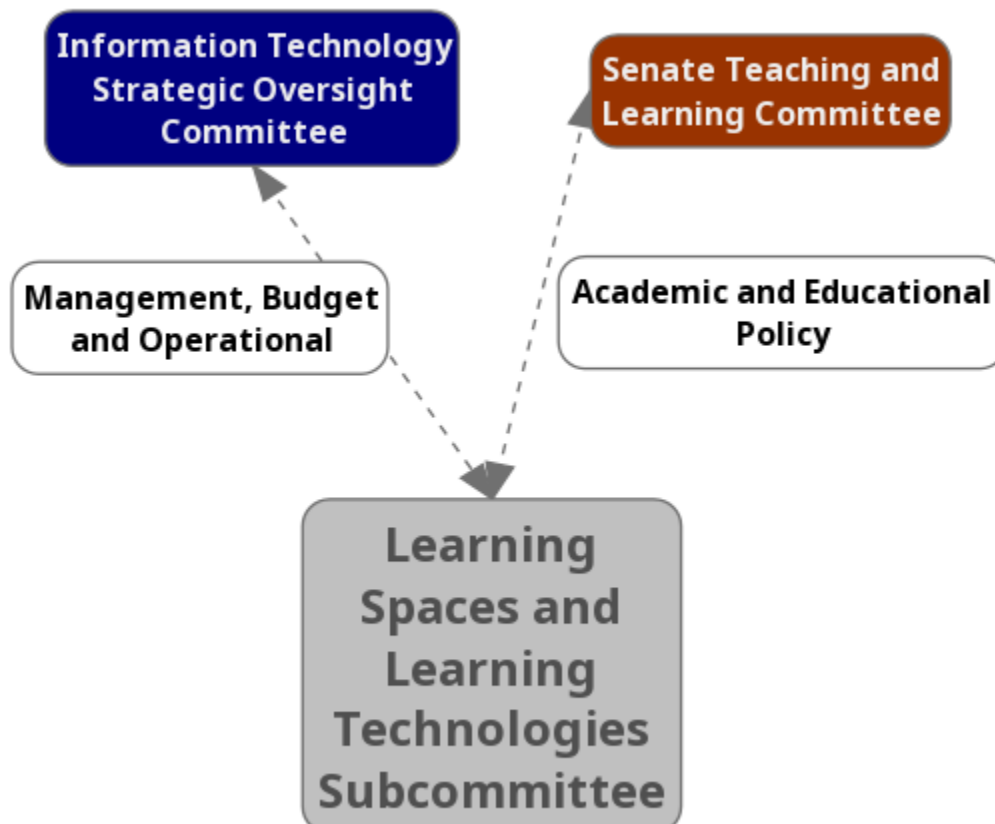 Information Technology
Strategic Oversight
Committee
Senate Teaching and
Learning Committee
Management, Budget
and Operational
Academic and Educational
Policy
Learning
Spaces and
Learning
Technologies
Subcommittee